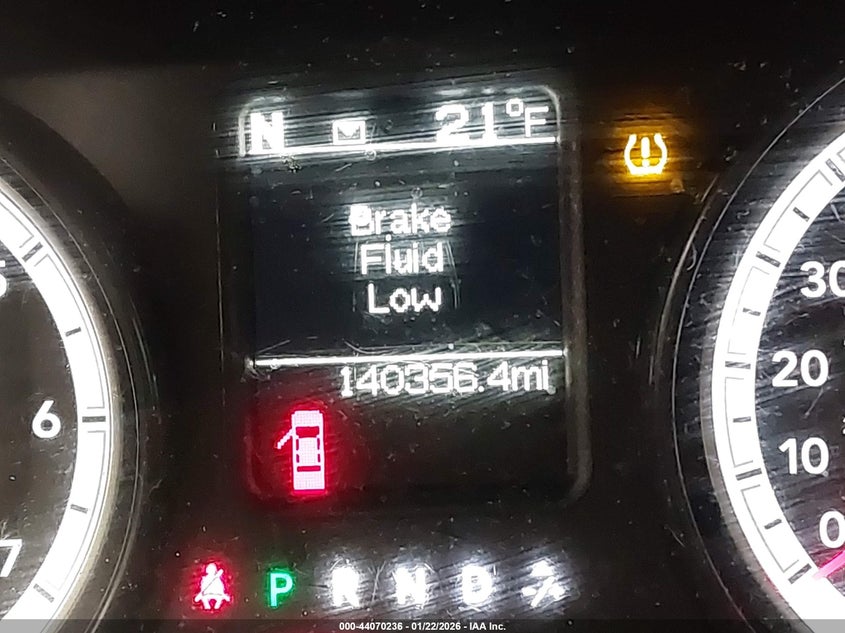 N 21°F
Brake
Fluid
Low
140356.4mi
6
7
30
20
10
0
P R N D
000-44070236 - 01/22/2026 - IAA Inc.